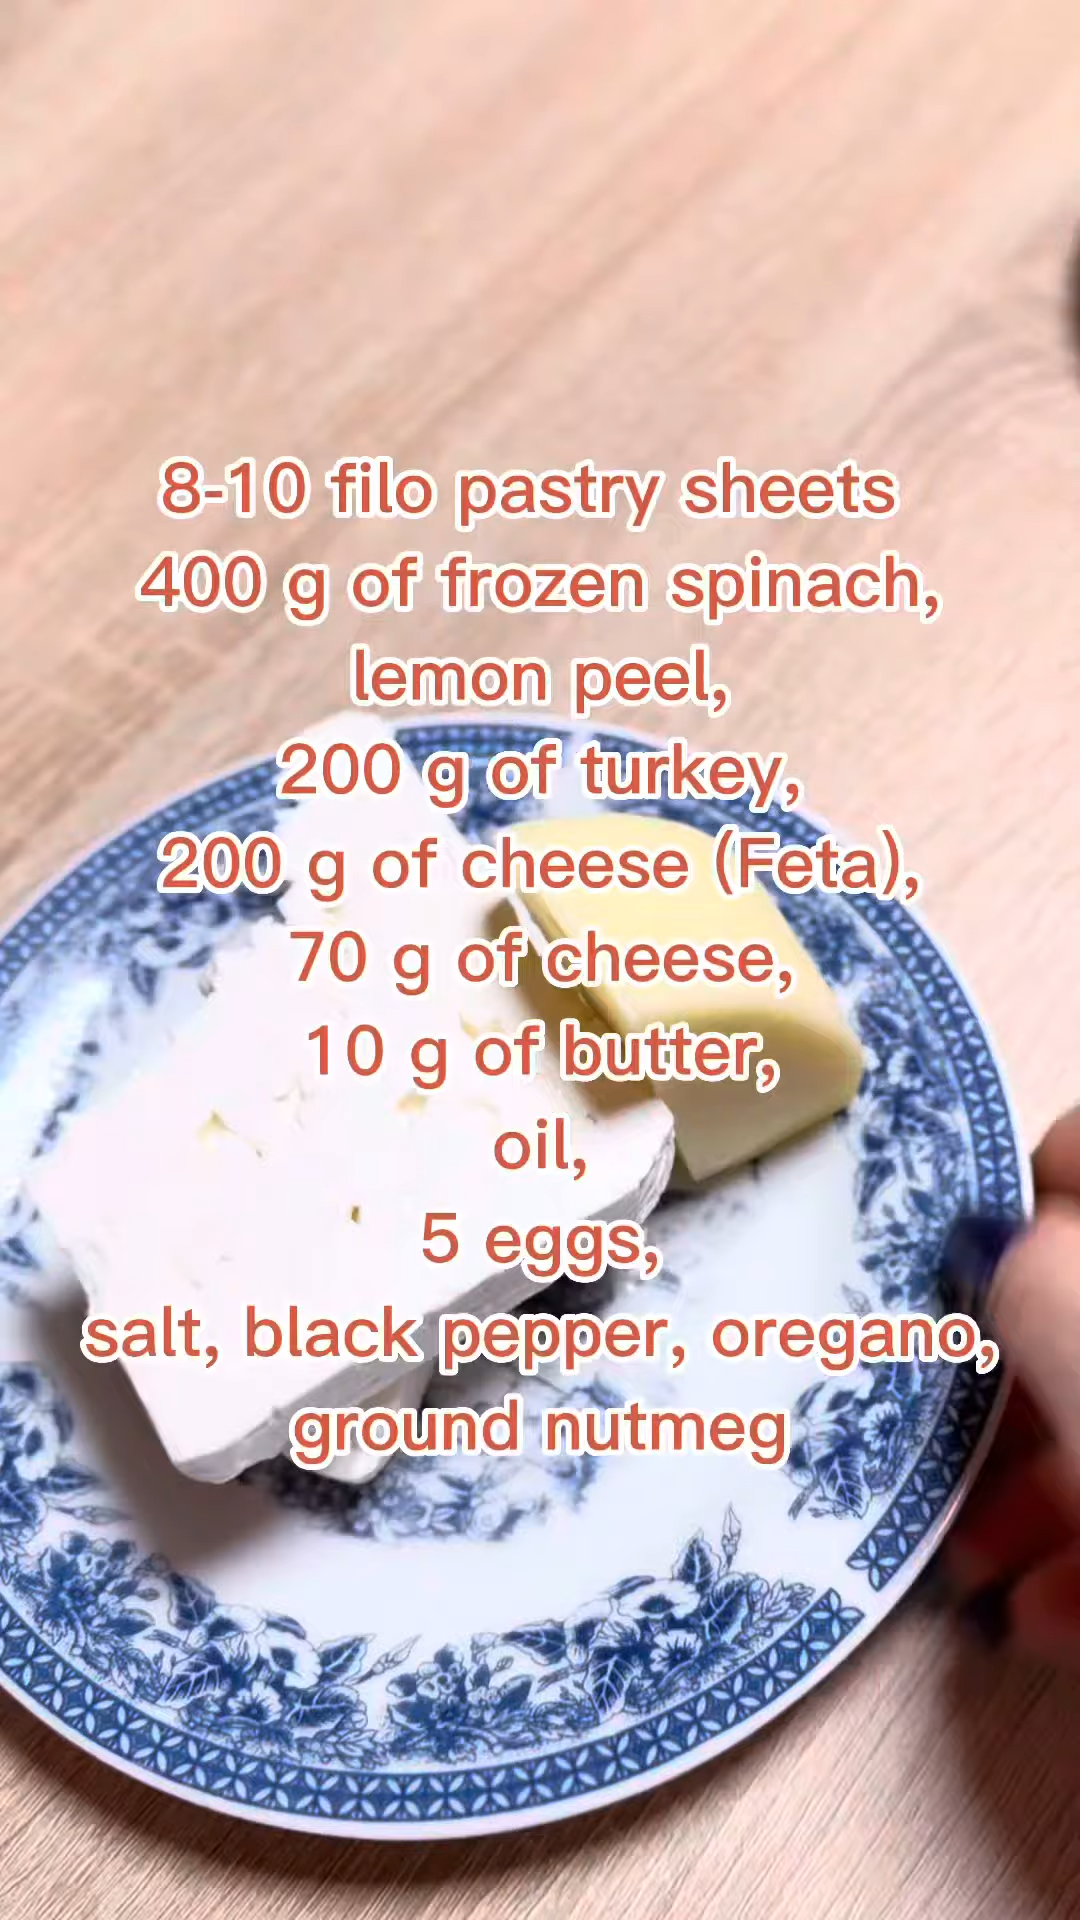 8-10 filo pastry sheets
400 g of frozen spinach,
lemon peel,
200 g of turkey,
200 g of cheese (Feta),
70 g of cheese,
10 g of butter,
oil,
5 eggs,
salt, black pepper, oregano,
ground nutmeg